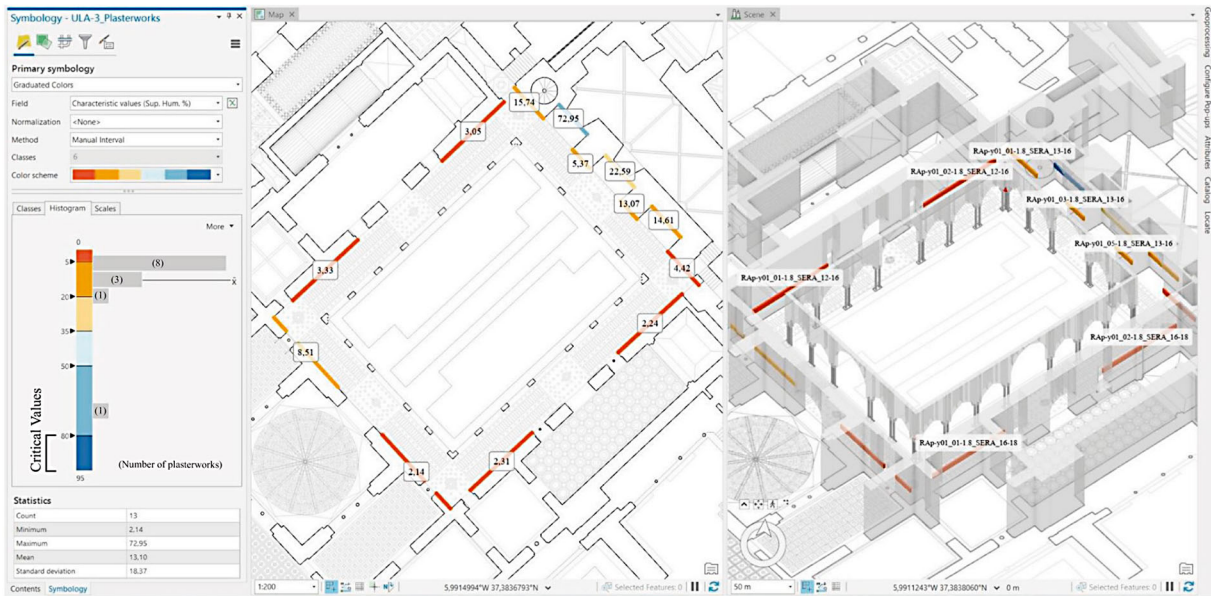 Symbology - ULA-3_Plasterworks
Primary symbology
Graduated Colors
Field
Characteristic values (Sup. Hum. %)
Normalization
<None>
Method
Manual Interval
Classes
6
Color scheme
Classes
Histogram
Scales
More
0
5
(8)
(3)
x̄
20
(1)
35
50
(1)
80
95
Critical Values
(Number of plasterworks)
Statistics
Count
13
Minimum
2.14
Maximum
72.95
Mean
13.10
Standard deviation
18.37
Contents
Symbology
Map
15,74
72,95
3,05
5,37
22,59
13,07
14,61
3,33
4,42
2,24
8,51
2,14
2,31
1:200
5,9914994°W 37,3836793°N
Selected Features: 0
Scene
RAp-y01_01-1.8_SERA_13-16
RAp-y01_02-1.8_SERA_12-16
RAp-y01_03-1.8_SERA_13-16
RAp-y01_05-1.8_SERA_13-16
RAp-y01_01-1.8_SERA_12-16
RAp-y01_02-1.8_SERA_16-18
RAp-y01_01-1.8_SERA_16-18
50 m
5,9911243°W 37,3838060°N
0 m
Selected Features: 0
Geoprocessing
Configure Pop-ups
Attributes
Catalog
Locate